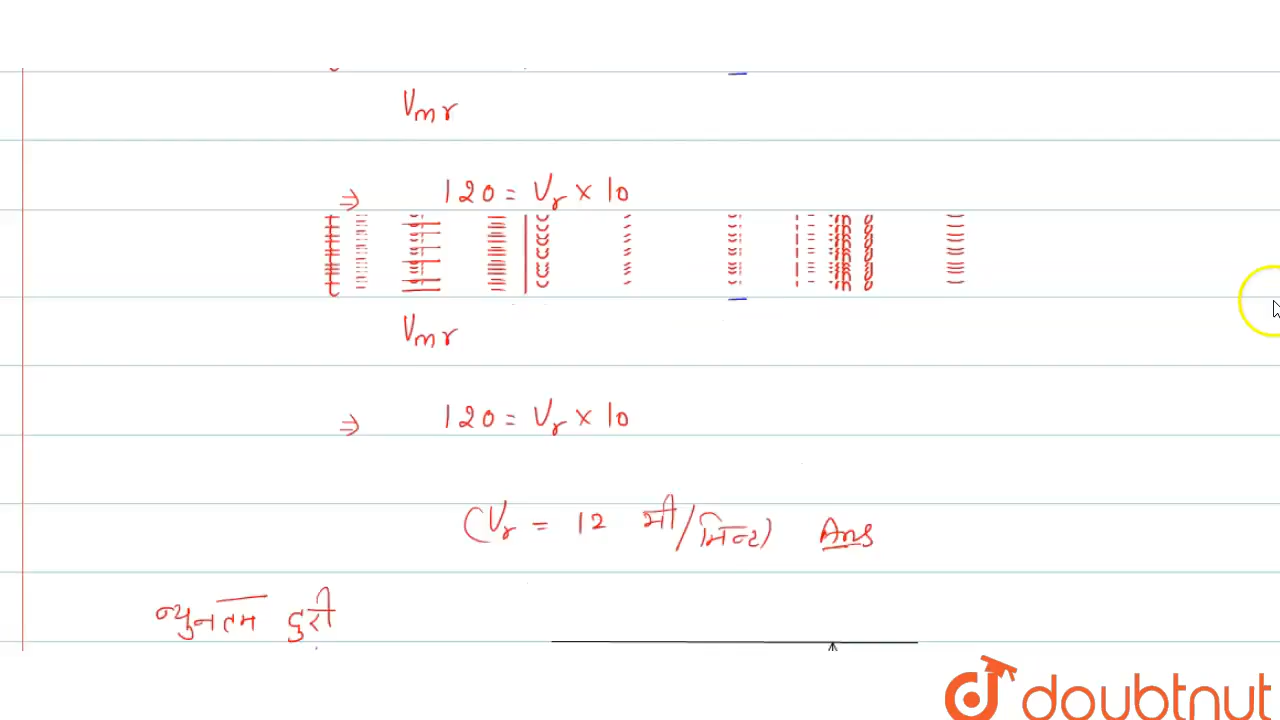 Vmr
⇒ 120 = Vr × 10
Vmr
⇒ 120 = Vr × 10
(Vr = 12 मी/मिनट) Ans
न्युनतम दुरी
doubtnut